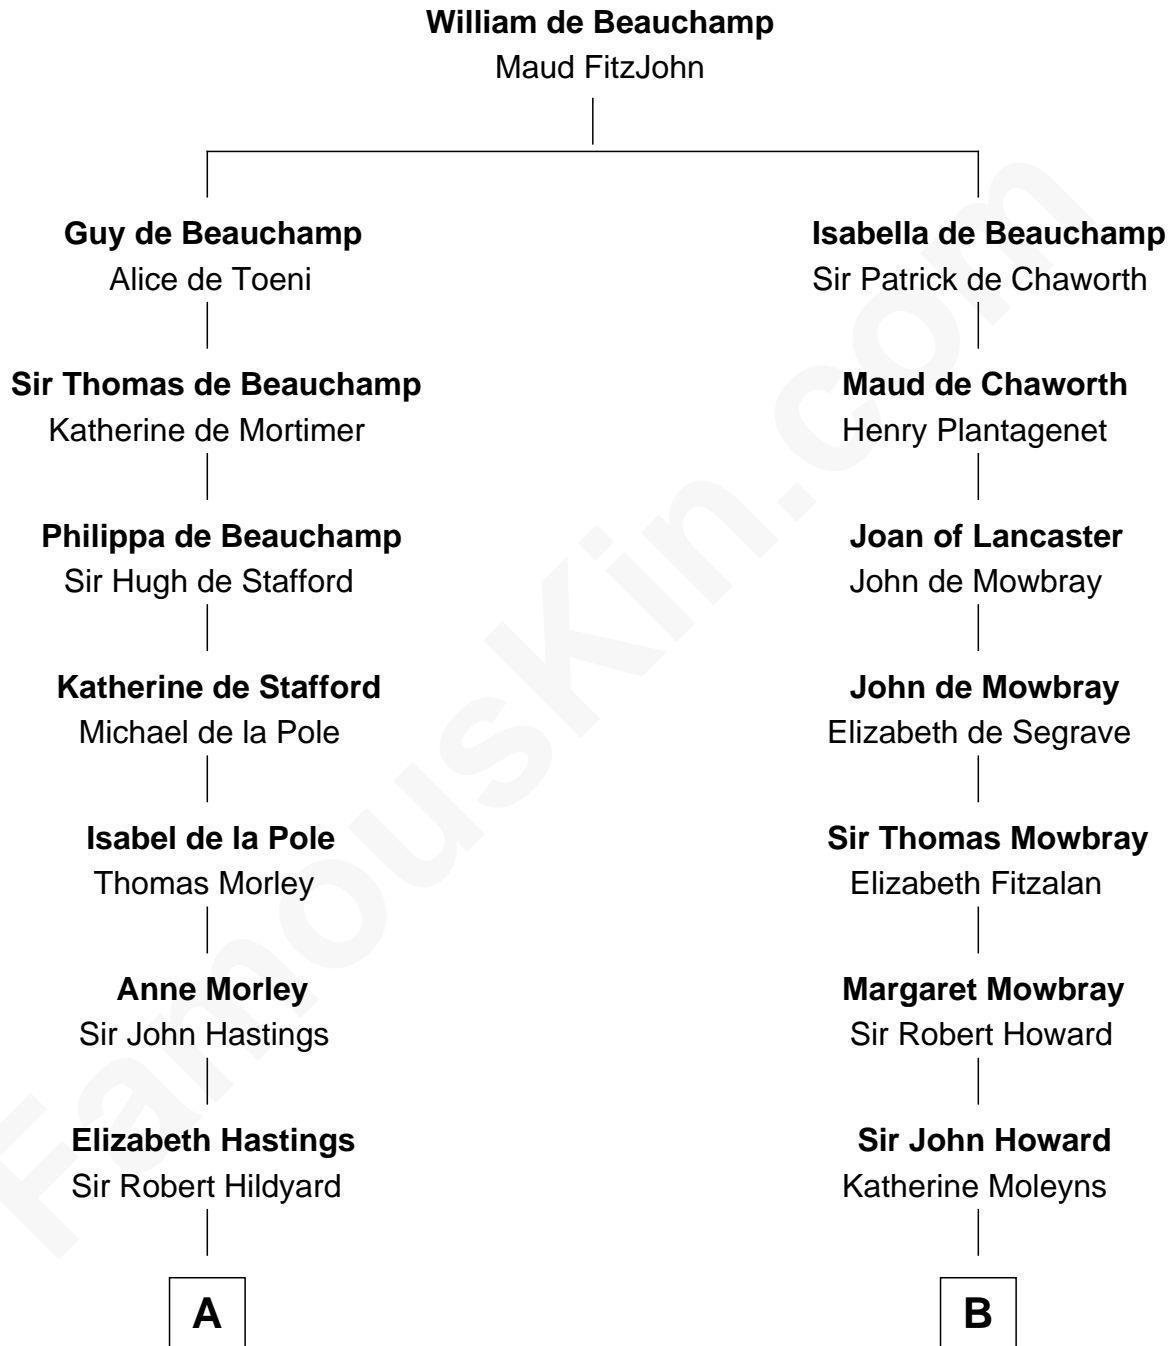 William de Beauchamp
Maud FitzJohn
Guy de Beauchamp
Alice de Toeni
Isabella de Beauchamp
Sir Patrick de Chaworth
Sir Thomas de Beauchamp
Katherine de Mortimer
Maud de Chaworth
Henry Plantagenet
Philippa de Beauchamp
Sir Hugh de Stafford
Joan of Lancaster
John de Mowbray
Katherine de Stafford
Michael de la Pole
John de Mowbray
Elizabeth de Segrave
Isabel de la Pole
Thomas Morley
Sir Thomas Mowbray
Elizabeth Fitzalan
Anne Morley
Sir John Hastings
Margaret Mowbray
Sir Robert Howard
Elizabeth Hastings
Sir Robert Hildyard
Sir John Howard
Katherine Moleyns
A
B
FamousKin.com